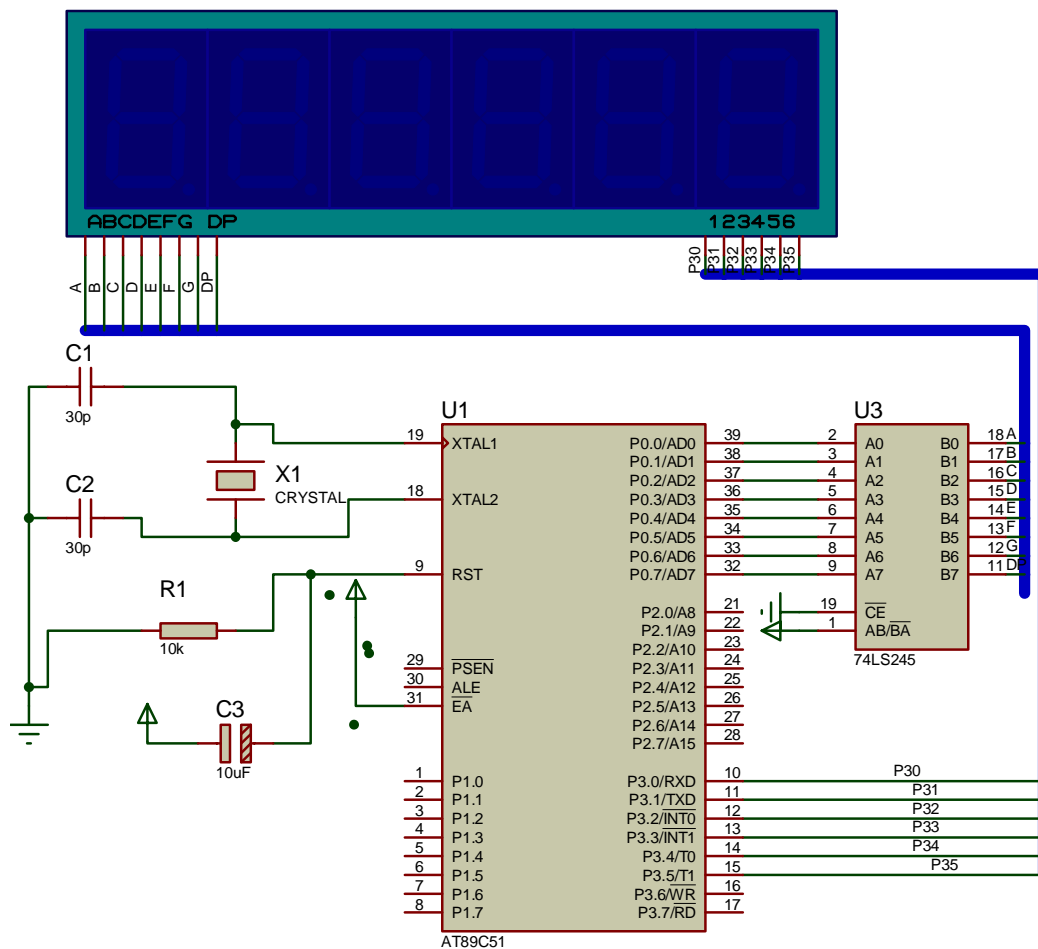 ABCDEFG DP
123456
A
B
C
D
E
F
G
DP
P30
P31
P32
P33
P34
P35
C1
30p
C2
30p
X1
CRYSTAL
R1
10k
C3
10uF
U1
19 XTAL1
18 XTAL2
9 RST
29 PSEN
30 ALE
31 EA
1 P1.0
2 P1.1
3 P1.2
4 P1.3
5 P1.4
6 P1.5
7 P1.6
8 P1.7
P0.0/AD0 39
P0.1/AD1 38
P0.2/AD2 37
P0.3/AD3 36
P0.4/AD4 35
P0.5/AD5 34
P0.6/AD6 33
P0.7/AD7 32
P2.0/A8 21
P2.1/A9 22
P2.2/A10 23
P2.3/A11 24
P2.4/A12 25
P2.5/A13 26
P2.6/A14 27
P2.7/A15 28
P3.0/RXD 10 P30
P3.1/TXD 11 P31
P3.2/INT0 12 P32
P3.3/INT1 13 P33
P3.4/T0 14 P34
P3.5/T1 15 P35
P3.6/WR 16
P3.7/RD 17
AT89C51
U3
2 A0 B0 18 A
3 A1 B1 17 B
4 A2 B2 16 C
5 A3 B3 15 D
6 A4 B4 14 E
7 A5 B5 13 F
8 A6 B6 12 G
9 A7 B7 11 DP
19 CE
1 AB/BA
74LS245